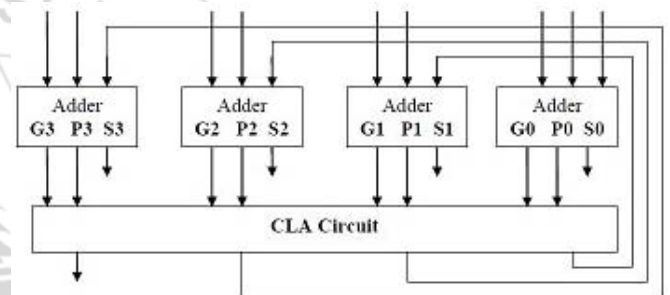 Adder Adder Adder Adder
G3 P3 S3 G2 P2 S2 G1 P1 S1 G0 P0 S0
CLA Circuit